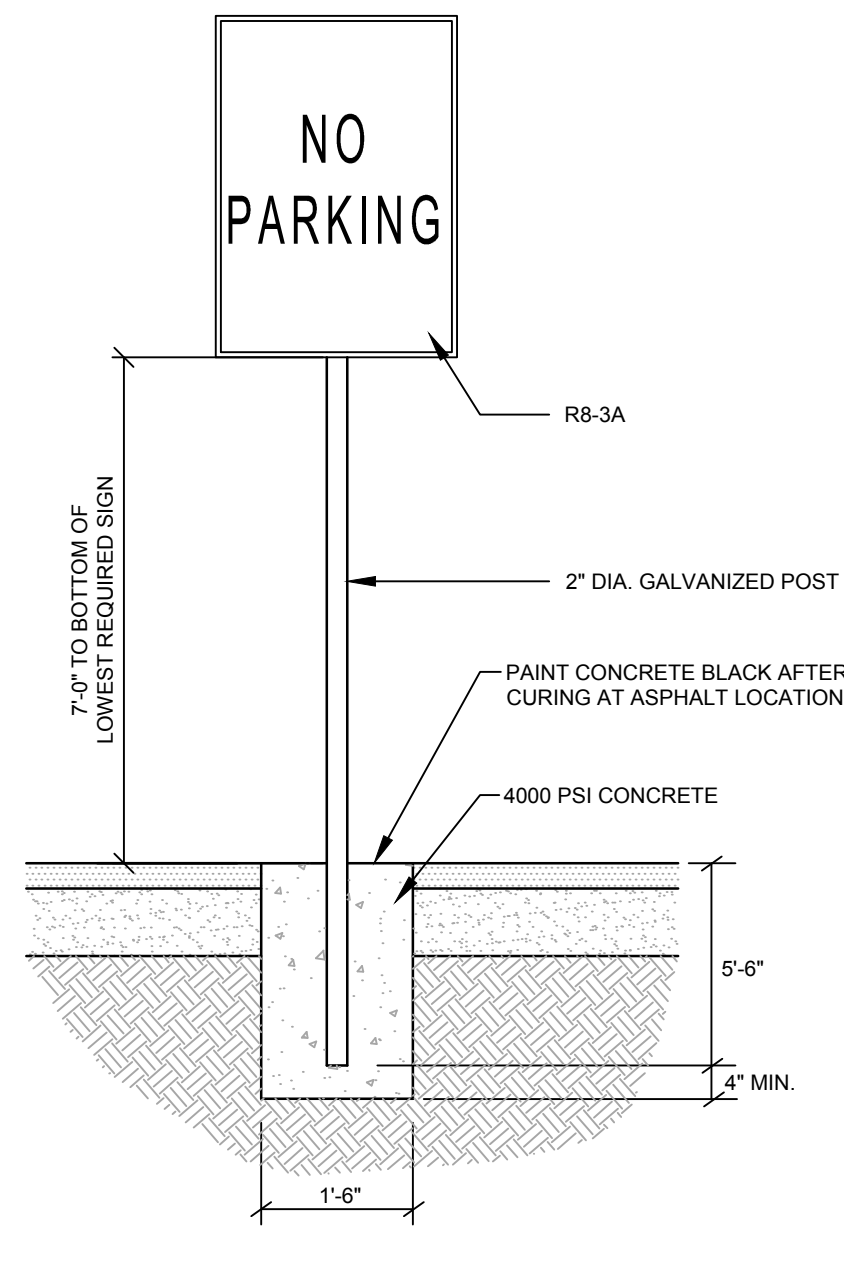 NO
PARKING
R8-3A
7'-0" TO BOTTOM OF
LOWEST REQUIRED SIGN
2" DIA. GALVANIZED POST
PAINT CONCRETE BLACK AFTER
CURING AT ASPHALT LOCATION
4000 PSI CONCRETE
5'-6"
4" MIN.
1'-6"